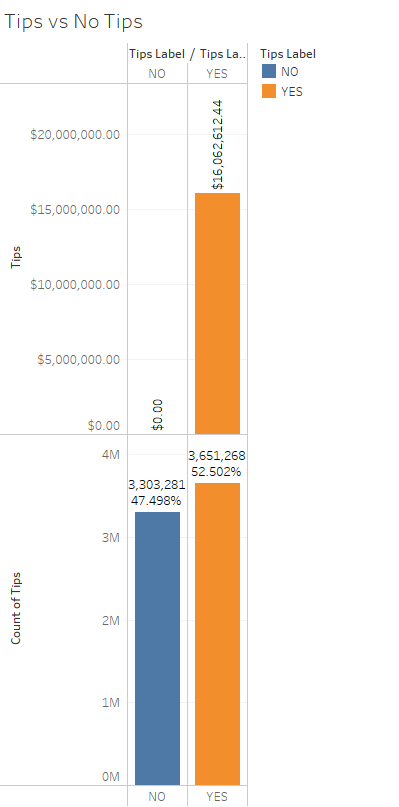 Tips vs No Tips
Tips Label / Tips La..
NO YES
Tips Label
NO
YES
Tips
$20,000,000.00
$15,000,000.00
$10,000,000.00
$5,000,000.00
$0.00
$0.00
$16,062,612.44
Count of Tips
4M
3M
2M
1M
0M
3,303,281
47.498%
3,651,268
52.502%
NO YES